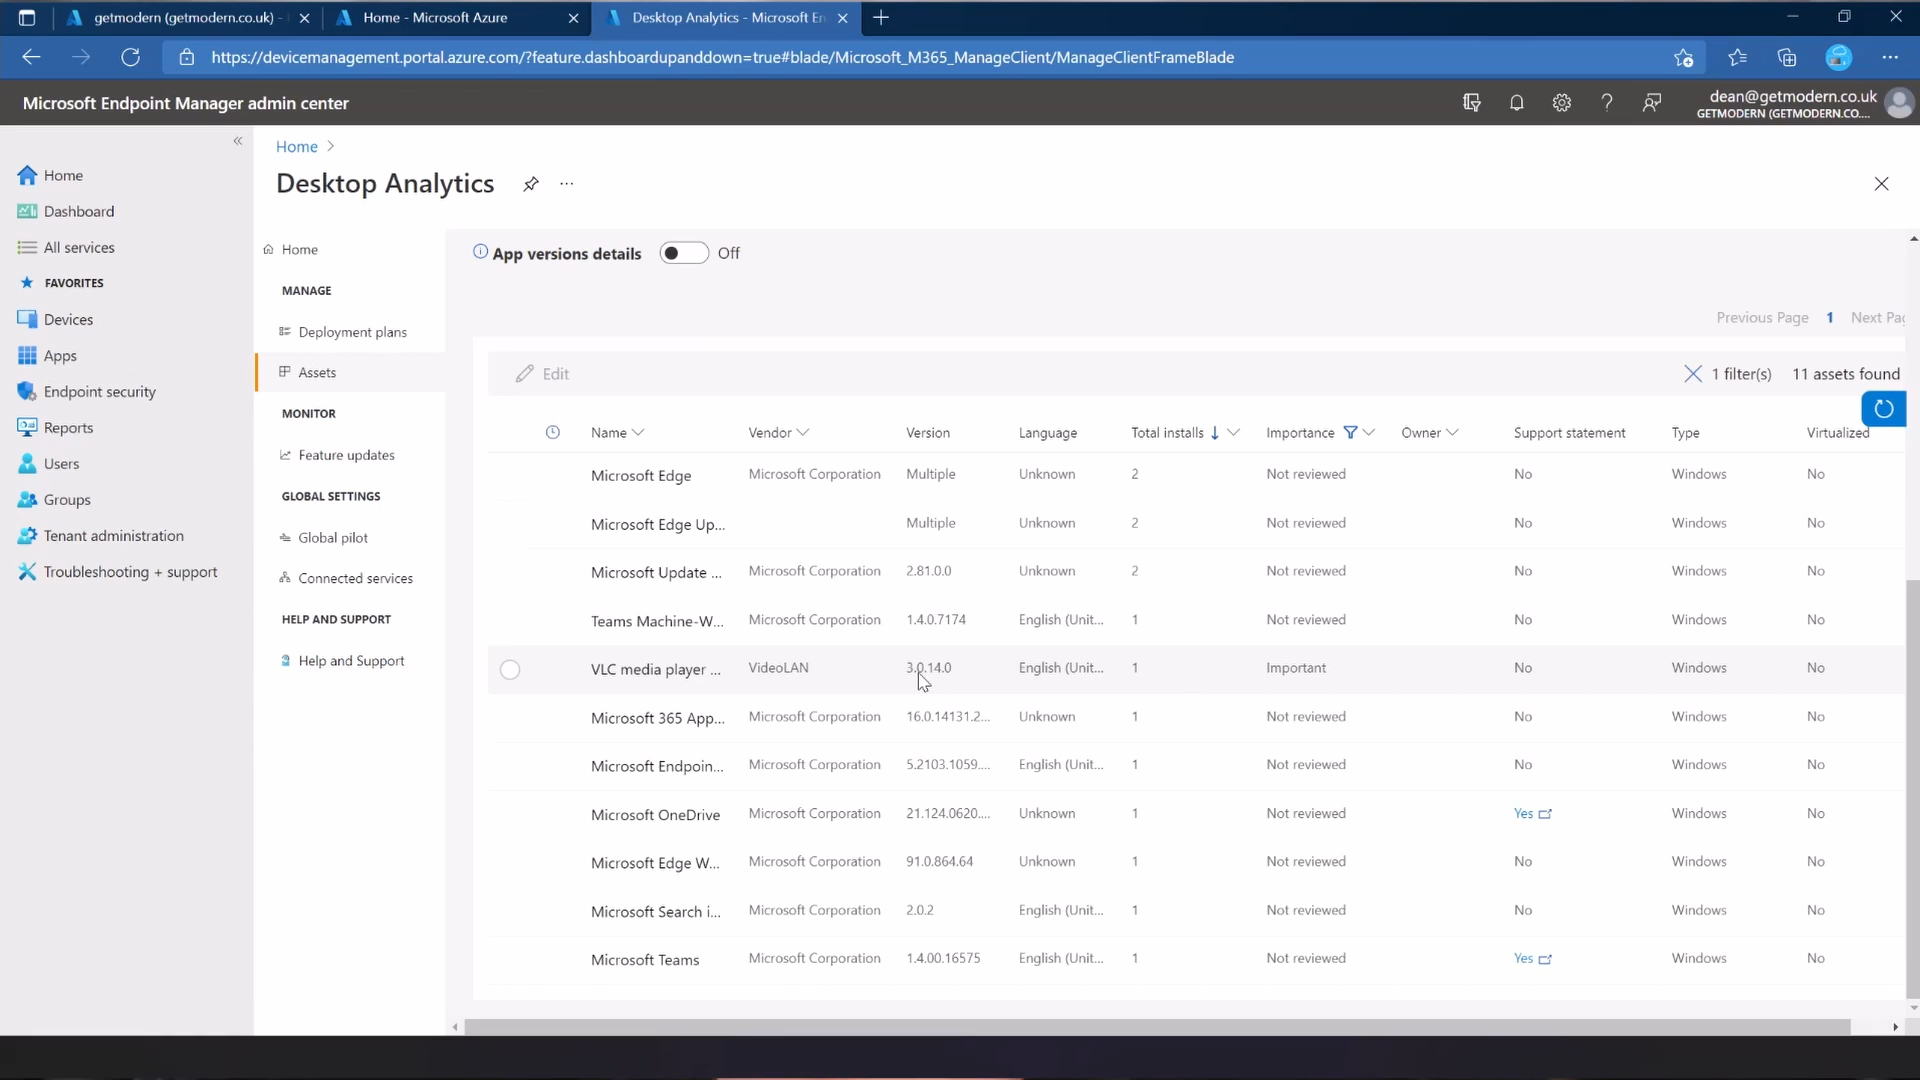 getmodern (getmodern.co.uk) -
Home - Microsoft Azure
Desktop Analytics - Microsoft En
https://devicemanagement.portal.azure.com/?feature.dashboardupanddown=true#blade/Microsoft_M365_ManageClient/ManageClientFrameBlade
Microsoft Endpoint Manager admin center
dean@getmodern.co.uk
GETMODERN (GETMODERN.CO....
Home
Dashboard
All services
FAVORITES
Devices
Apps
Endpoint security
Reports
Users
Groups
Tenant administration
Troubleshooting + support
Home
Desktop Analytics
Home
MANAGE
Deployment plans
Assets
MONITOR
Feature updates
GLOBAL SETTINGS
Global pilot
Connected services
HELP AND SUPPORT
Help and Support
App versions details Off
Previous Page 1 Next Pag
Edit 1 filter(s) 11 assets found
Name Vendor Version Language Total installs Importance Owner Support statement Type Virtualized
Microsoft Edge Microsoft Corporation Multiple Unknown 2 Not reviewed No Windows No
Microsoft Edge Up... Multiple Unknown 2 Not reviewed No Windows No
Microsoft Update ... Microsoft Corporation 2.81.0.0 Unknown 2 Not reviewed No Windows No
Teams Machine-W... Microsoft Corporation 1.4.0.7174 English (Unit... 1 Not reviewed No Windows No
VLC media player ... VideoLAN 3.0.14.0 English (Unit... 1 Important No Windows No
Microsoft 365 App... Microsoft Corporation 16.0.14131.2... Unknown 1 Not reviewed No Windows No
Microsoft Endpoin... Microsoft Corporation 5.2103.1059.... English (Unit... 1 Not reviewed No Windows No
Microsoft OneDrive Microsoft Corporation 21.124.0620.... Unknown 1 Not reviewed Yes Windows No
Microsoft Edge W... Microsoft Corporation 91.0.864.64 Unknown 1 Not reviewed No Windows No
Microsoft Search i... Microsoft Corporation 2.0.2 English (Unit... 1 Not reviewed No Windows No
Microsoft Teams Microsoft Corporation 1.4.00.16575 English (Unit... 1 Not reviewed Yes Windows No